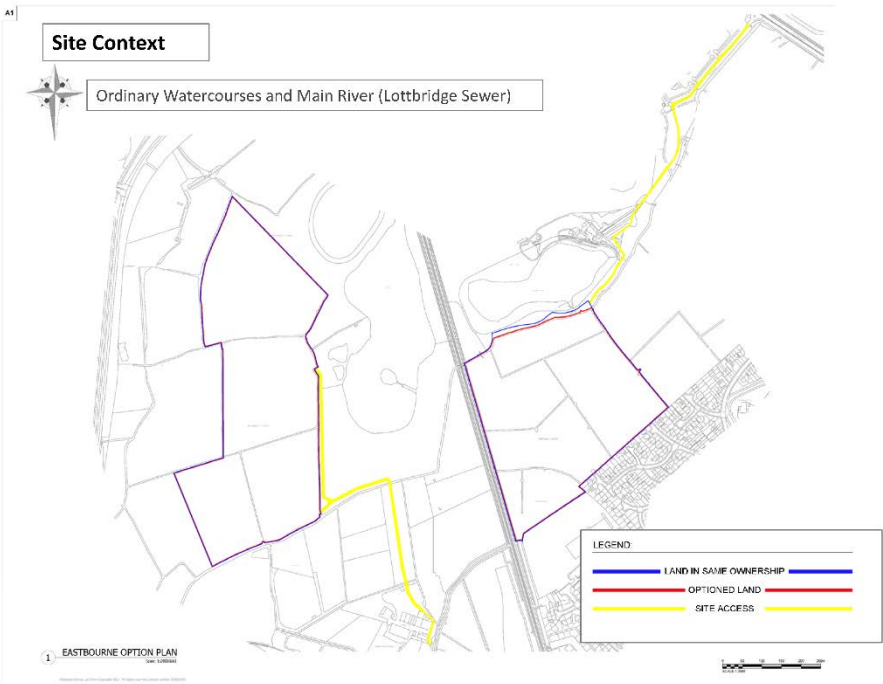 A1
Site Context
Ordinary Watercourses and Main River (Lottbridge Sewer)
LEGEND:
LAND IN SAME OWNERSHIP
OPTIONED LAND
SITE ACCESS
1
EASTBOURNE OPTION PLAN